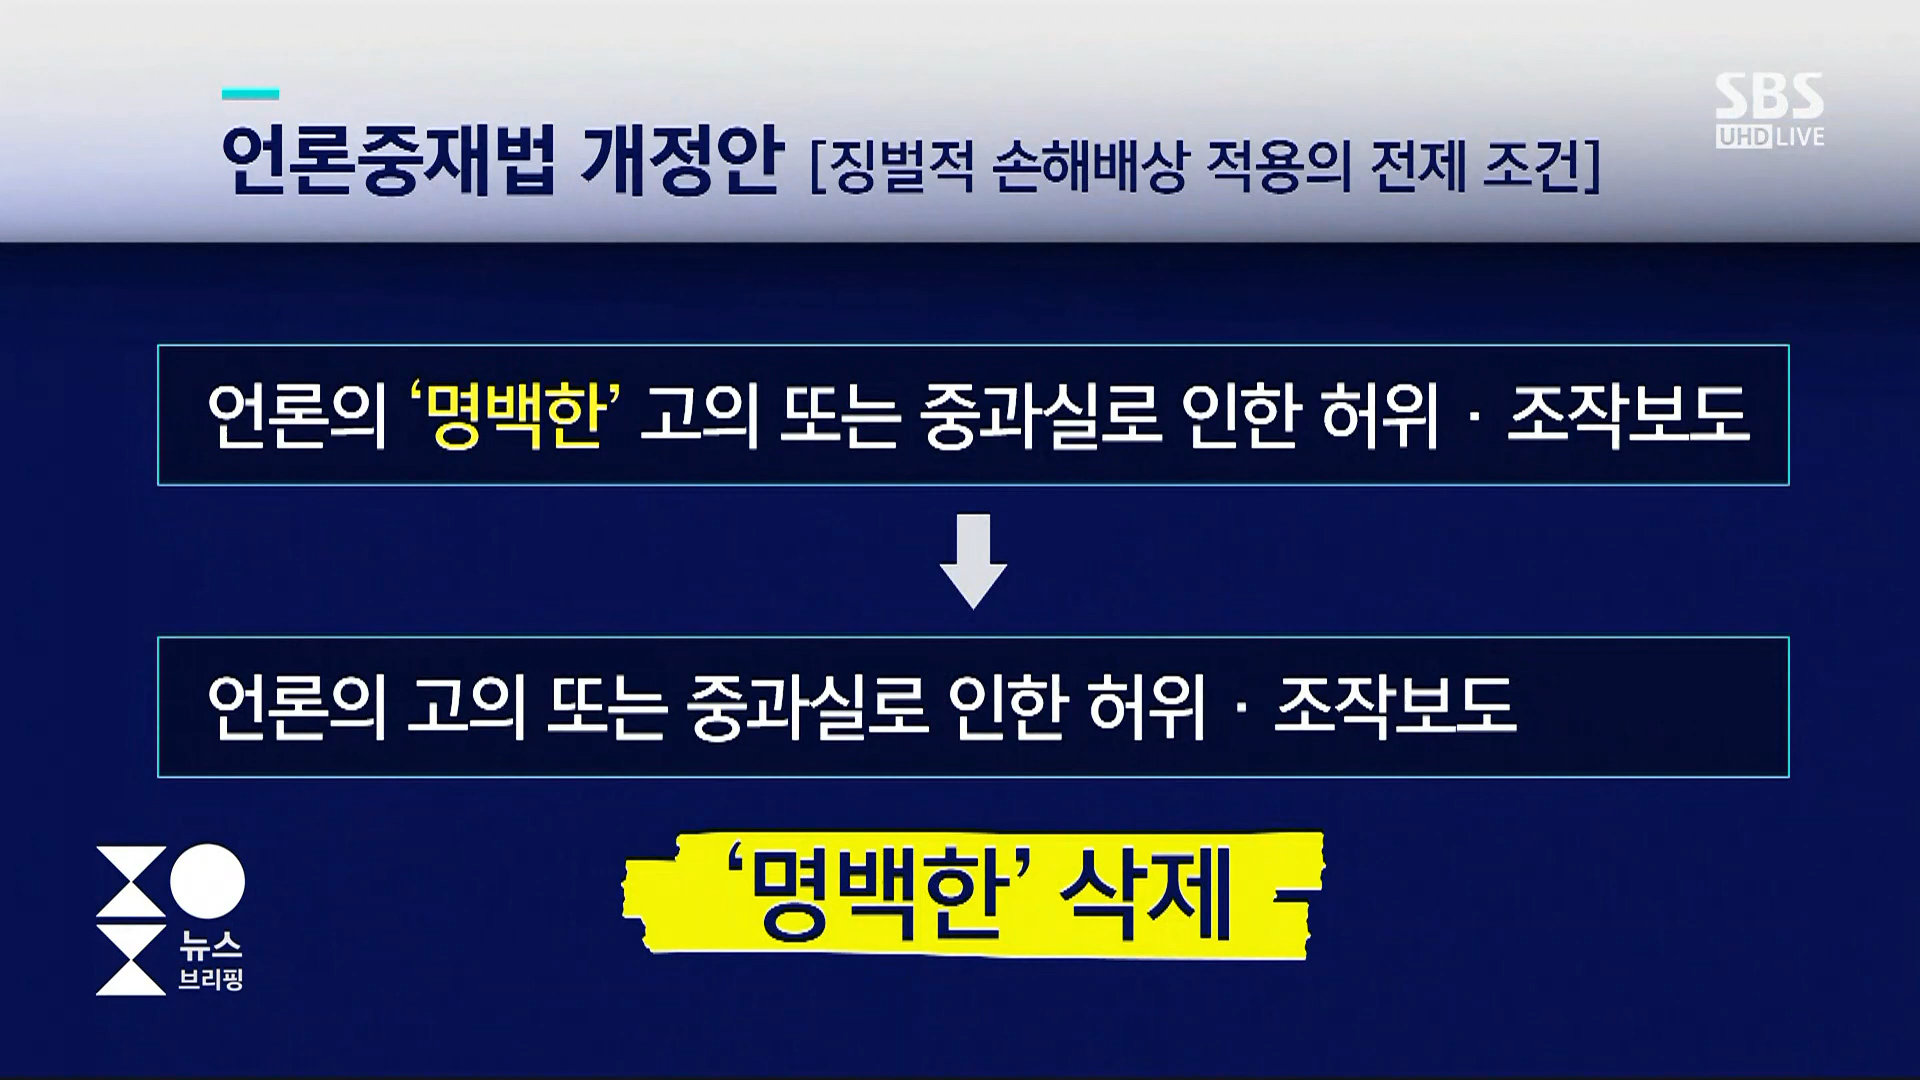 언론중재법 개정안 [징벌적 손해배상 적용의 전제 조건]
SBS
UHD LIVE
언론의 ‘명백한’ 고의 또는 중과실로 인한 허위 · 조작보도
언론의 고의 또는 중과실로 인한 허위 · 조작보도
‘명백한’ 삭제
뉴스
브리핑